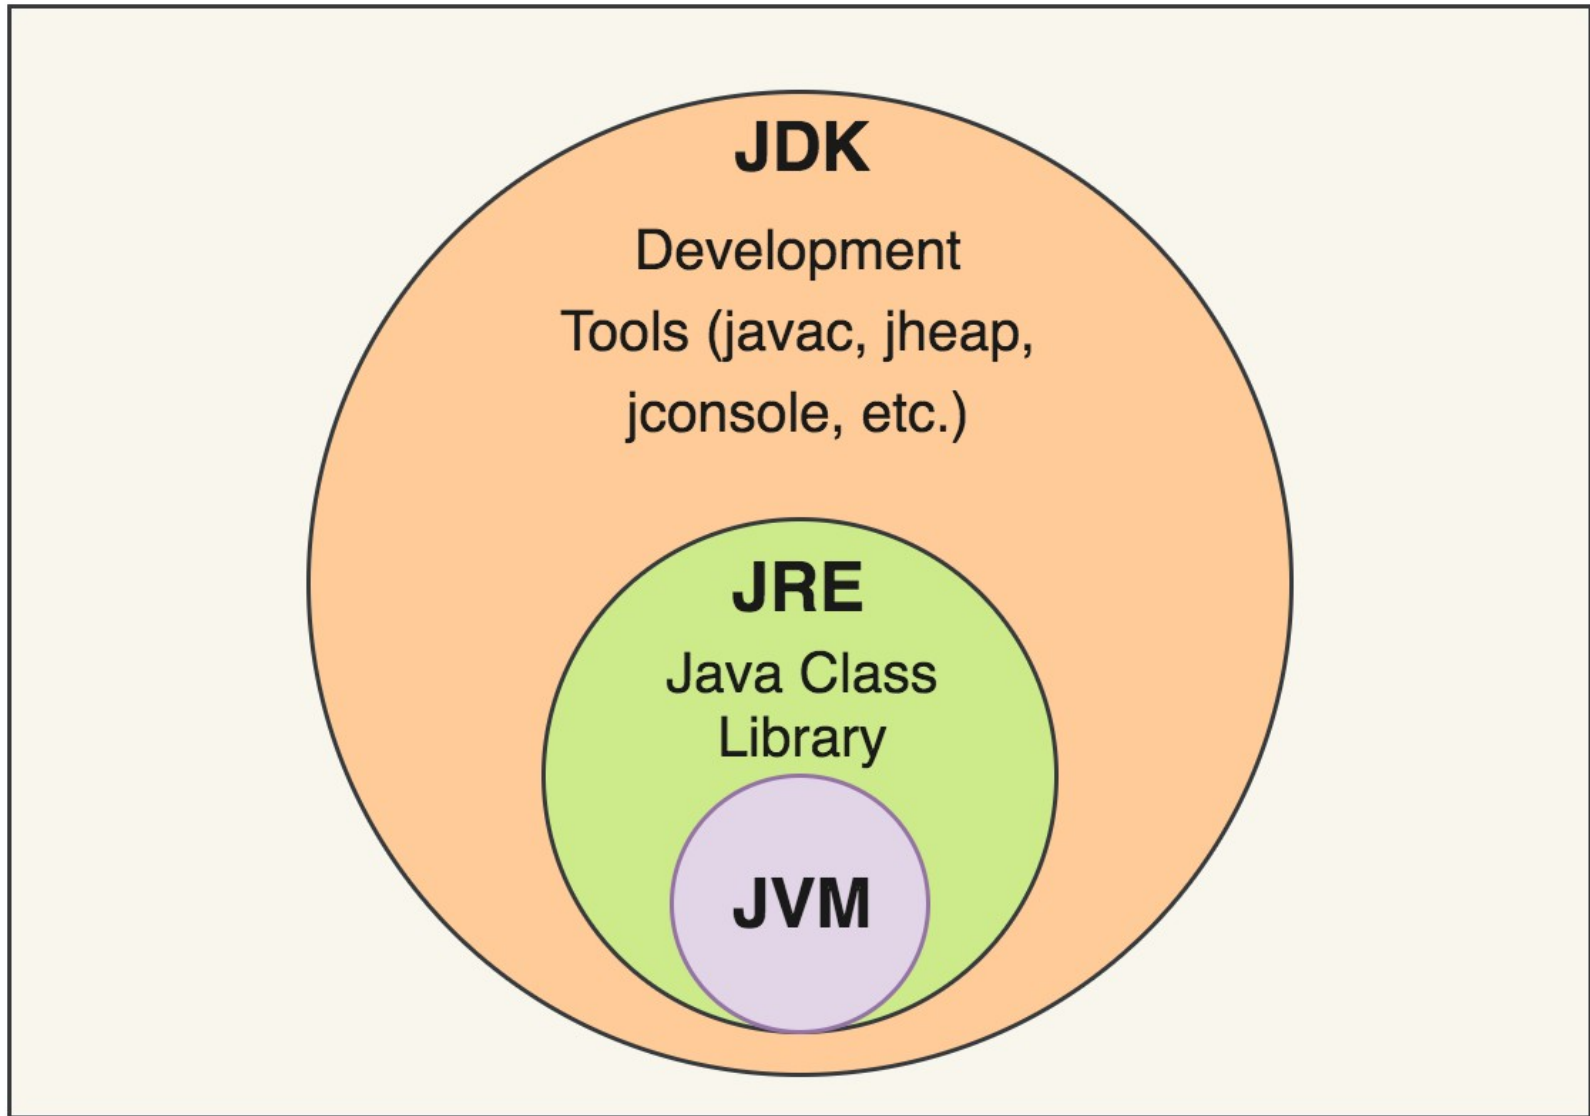 JDK
Development
Tools (javac, jheap,
jconsole, etc.)
JRE
Java Class
Library
JVM